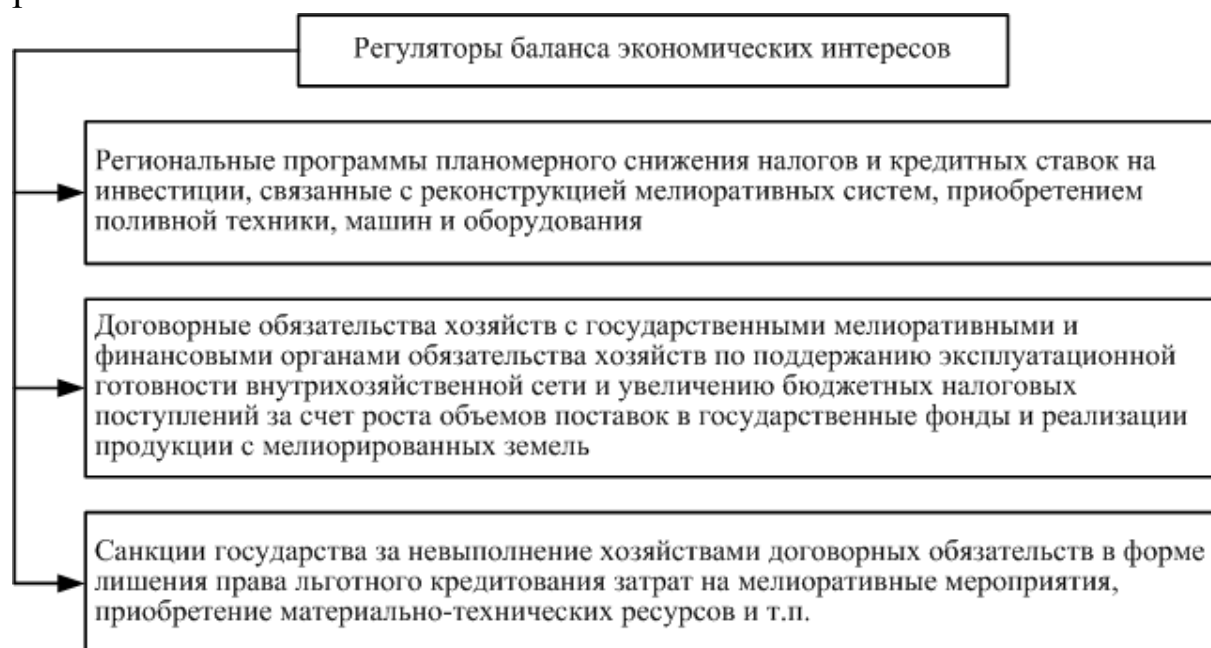 Регуляторы баланса экономических интересов
Региональные программы планомерного снижения налогов и кредитных ставок на
инвестиции, связанные с реконструкцией мелиоративных систем, приобретением
поливной техники, машин и оборудования
Договорные обязательства хозяйств с государственными мелиоративными и
финансовыми органами обязательства хозяйств по поддержанию эксплуатационной
готовности внутрихозяйственной сети и увеличению бюджетных налоговых
поступлений за счет роста объемов поставок в государственные фонды и реализации
продукции с мелиорированных земель
Санкции государства за невыполнение хозяйствами договорных обязательств в форме
лишения права льготного кредитования затрат на мелиоративные мероприятия,
приобретение материально-технических ресурсов и т.п.